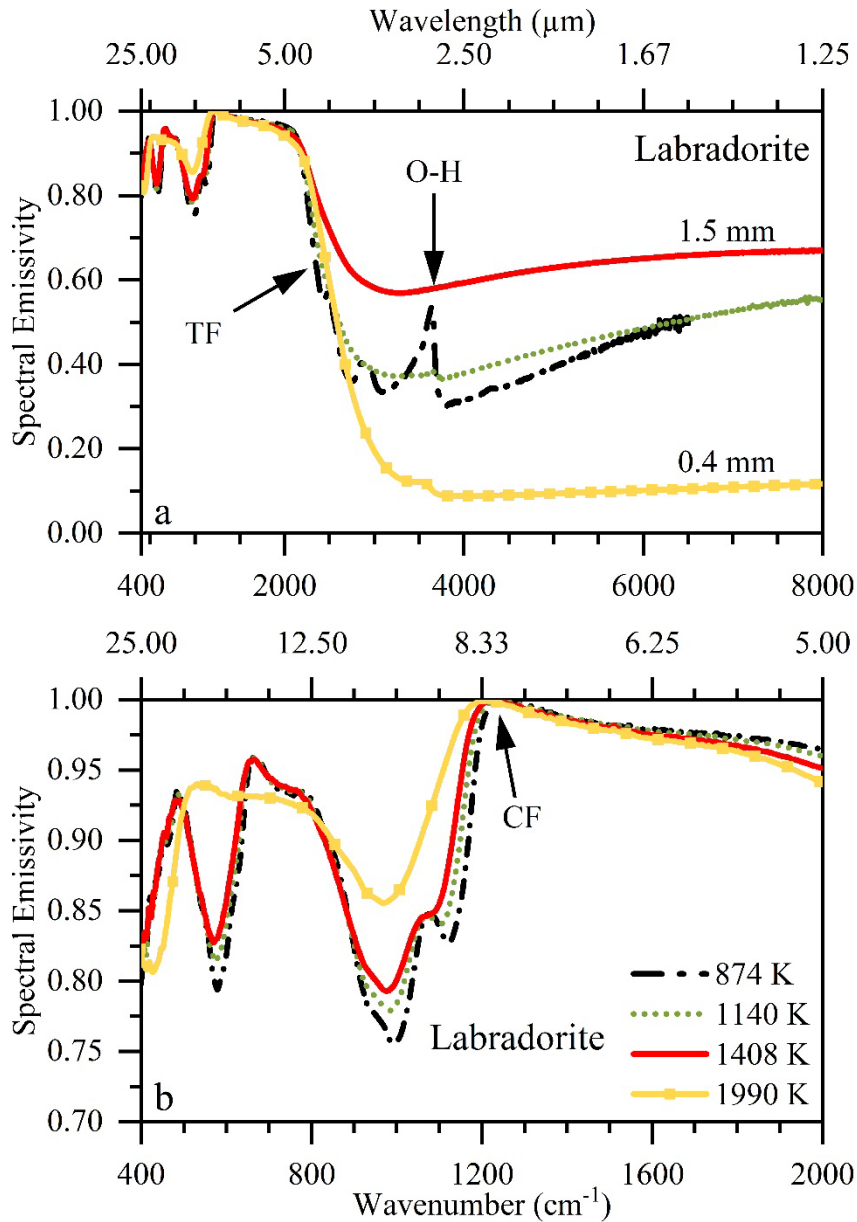 Wavelength (µm)
25.00 5.00 2.50 1.67 1.25
1.00
Labradorite
O-H
0.80
1.5 mm
0.60
TF
Spectral Emissivity
0.40
0.20
0.4 mm
0.00
a
400 2000 4000 6000 8000
25.00 12.50 8.33 6.25 5.00
1.00
0.95
CF
0.90
Spectral Emissivity
0.85
874 K
0.80
1140 K
0.75
Labradorite
1408 K
1990 K
0.70
b
400 800 1200 1600 2000
Wavenumber (cm⁻¹)